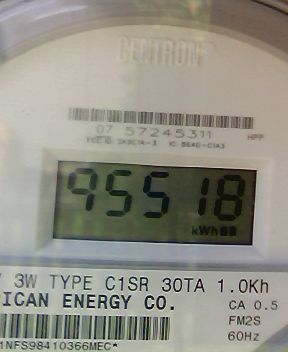 CENTRON®
07 57245311
HPP
95518
kWh
3W TYPE C1SR 30TA 1.0Kh
ICAN ENERGY CO.
CA 0.5
FM2S
60Hz
1NFS98410366MEC*